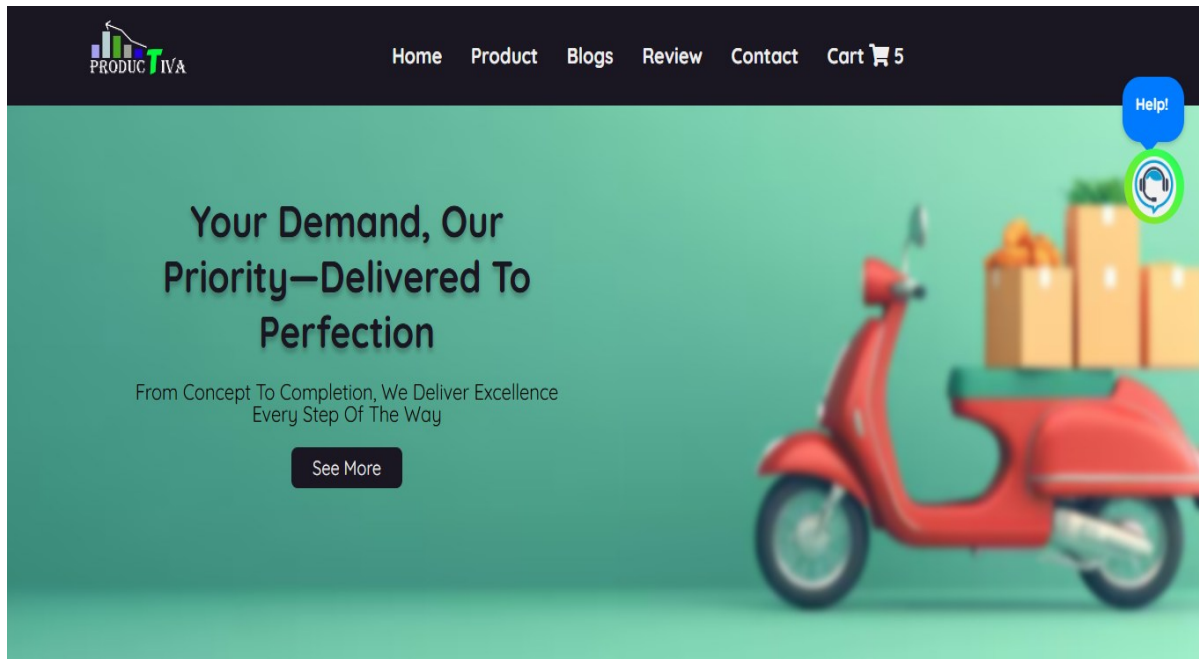 PRODUCTIVA
Home Product Blogs Review Contact Cart 5
Help!
Your Demand, Our
Priority—Delivered To
Perfection
From Concept To Completion, We Deliver Excellence
Every Step Of The Way
See More